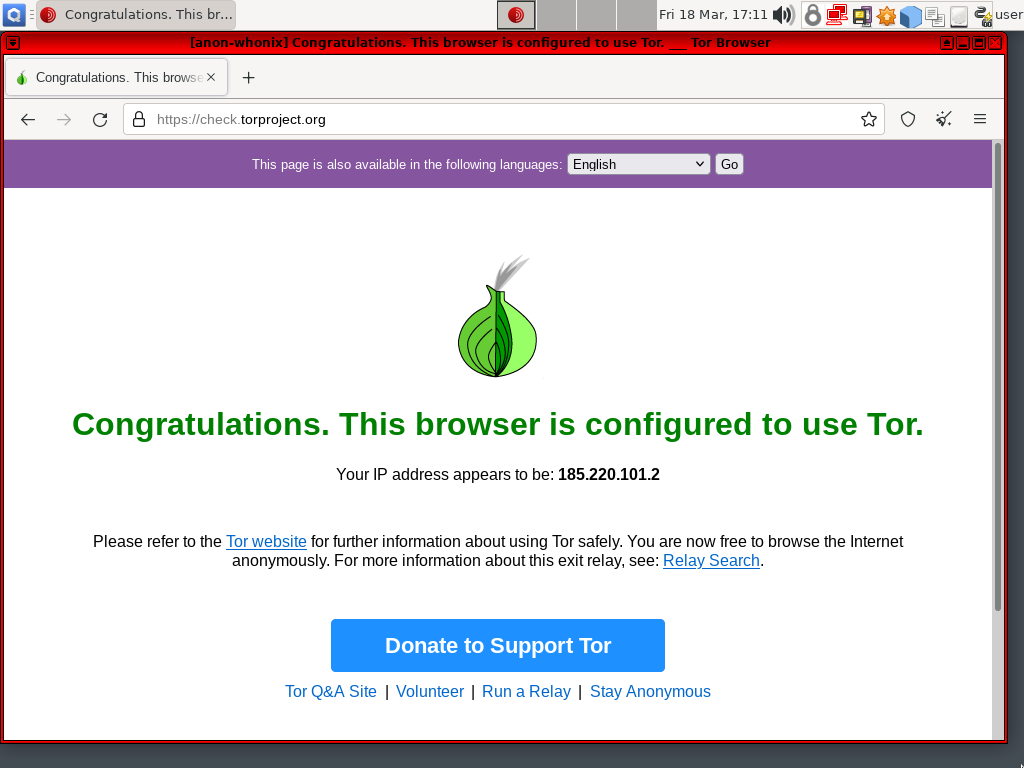 Congratulations. This br...
Fri 18 Mar, 17:11
user
[anon-whonix] Congratulations. This browser is configured to use Tor. __ Tor Browser
Congratulations. This browse
https://check.torproject.org
This page is also available in the following languages: English Go
Congratulations. This browser is configured to use Tor.
Your IP address appears to be: 185.220.101.2
Please refer to the Tor website for further information about using Tor safely. You are now free to browse the Internet
anonymously. For more information about this exit relay, see: Relay Search.
Donate to Support Tor
Tor Q&A Site | Volunteer | Run a Relay | Stay Anonymous